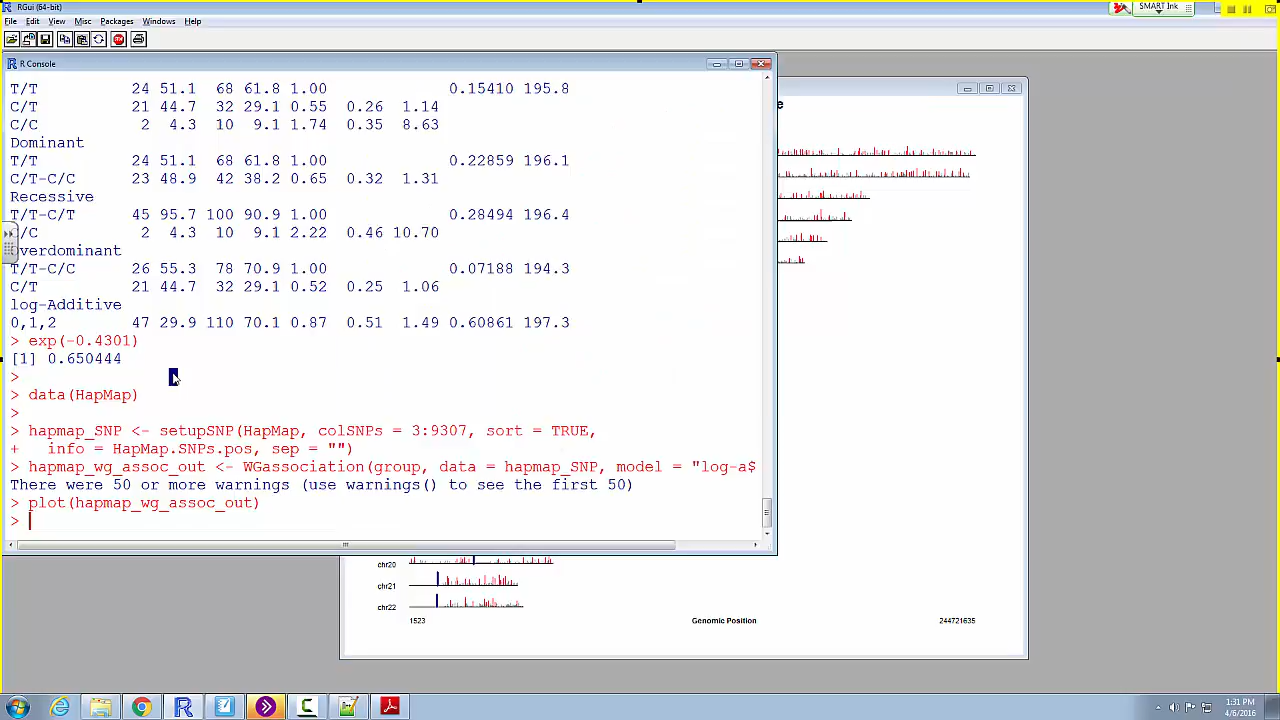 RGui (64-bit)
SMART Ink
File Edit View Misc Packages Windows Help
R Console
T/T 24 51.1 68 61.8 1.00 0.15410 195.8
C/T 21 44.7 32 29.1 0.55 0.26 1.14
C/C 2 4.3 10 9.1 1.74 0.35 8.63
Dominant
T/T 24 51.1 68 61.8 1.00 0.22859 196.1
C/T-C/C 23 48.9 42 38.2 0.65 0.32 1.31
Recessive
T/T-C/T 45 95.7 100 90.9 1.00 0.28494 196.4
/C 2 4.3 10 9.1 2.22 0.46 10.70
overdominant
T/T-C/C 26 55.3 78 70.9 1.00 0.07188 194.3
C/T 21 44.7 32 29.1 0.52 0.25 1.06
log-Additive
0,1,2 47 29.9 110 70.1 0.87 0.51 1.49 0.60861 197.3
> exp(-0.4301)
[1] 0.650444
>
> data(HapMap)
>
> hapmap_SNP <- setupSNP(HapMap, colSNPs = 3:9307, sort = TRUE,
+ info = HapMap.SNPs.pos, sep = "")
> hapmap_wg_assoc_out <- WGassociation(group, data = hapmap_SNP, model = "log-a$
There were 50 or more warnings (use warnings() to see the first 50)
> plot(hapmap_wg_assoc_out)
>
e
chr20
chr21
chr22
1523 Genomic Position 244721635
1:31 PM
4/6/2016